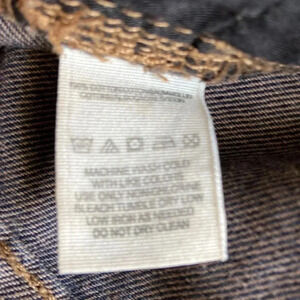 MACHINE WASH COLD
WITH LIKE COLORS
USE ONLY NON-CHLORINE
BLEACH TUMBLE DRY LOW
LOW IRON AS NEEDED
DO NOT DRY CLEAN